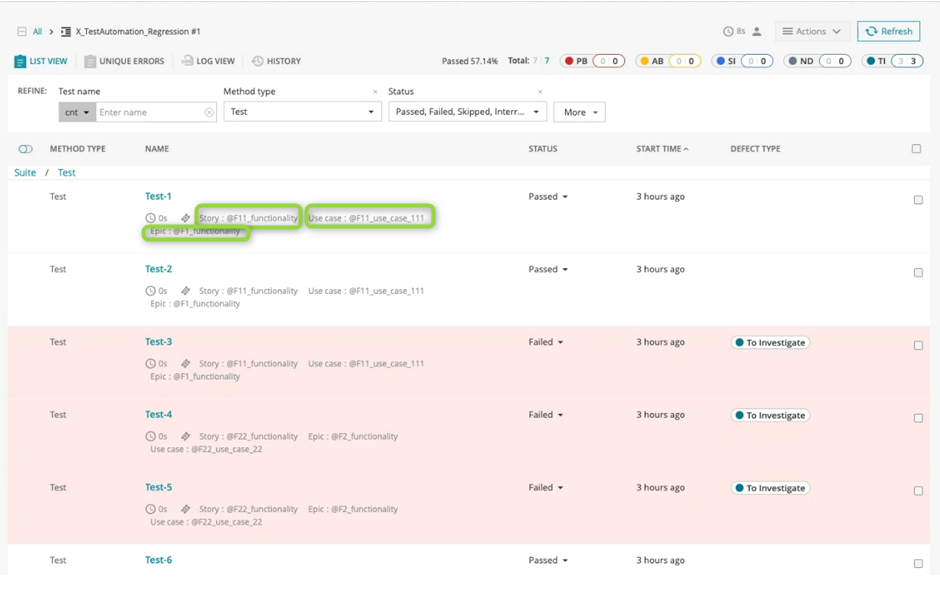 All > X_TestAutomation_Regression #1 8s Actions Refresh
LIST VIEW UNIQUE ERRORS LOG VIEW HISTORY Passed 57.14% Total: 7 7 PB 0 0 AB 0 0 SI 0 0 ND 0 0 TI 3 3
REFINE: Test name Method type × Status ×
cnt Enter name Test Passed, Failed, Skipped, Interr... More
METHOD TYPE NAME STATUS START TIME DEFECT TYPE
Suite / Test
Test Test-1 Passed 3 hours ago
0s Story : @F11_functionality Use case : @F11_use_case_111
Epic : @F1_functionality
Test Test-2 Passed 3 hours ago
0s Story : @F11_functionality Use case : @F11_use_case_111
Epic : @F1_functionality
Test Test-3 Failed 3 hours ago To Investigate
0s Story : @F11_functionality Use case : @F11_use_case_111
Epic : @F1_functionality
Test Test-4 Failed 3 hours ago To Investigate
0s Story : @F22_functionality Epic : @F2_functionality
Use case : @F22_use_case_22
Test Test-5 Failed 3 hours ago To Investigate
0s Story : @F22_functionality Epic : @F2_functionality
Use case : @F22_use_case_22
Test Test-6 Passed 3 hours ago